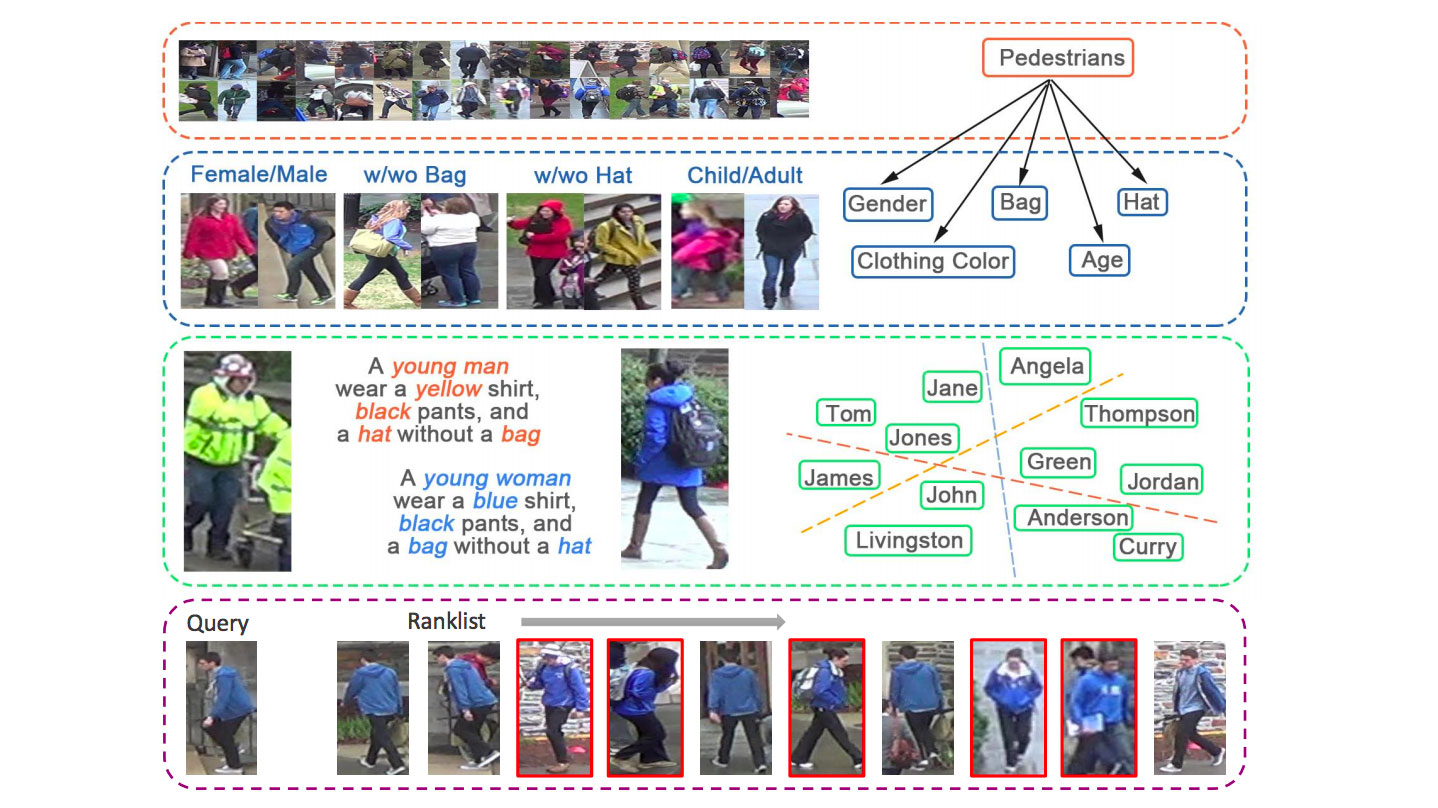 Pedestrians
Female/Male
w/wo Bag
w/wo Hat
Child/Adult
Gender
Bag
Hat
Clothing Color
Age
A young man
wear a yellow shirt,
black pants, and
a hat without a bag
A young woman
wear a blue shirt,
black pants, and
a bag without a hat
Angela
Jane
Tom
Thompson
Jones
Green
James
Jordan
John
Anderson
Livingston
Curry
Query
Ranklist